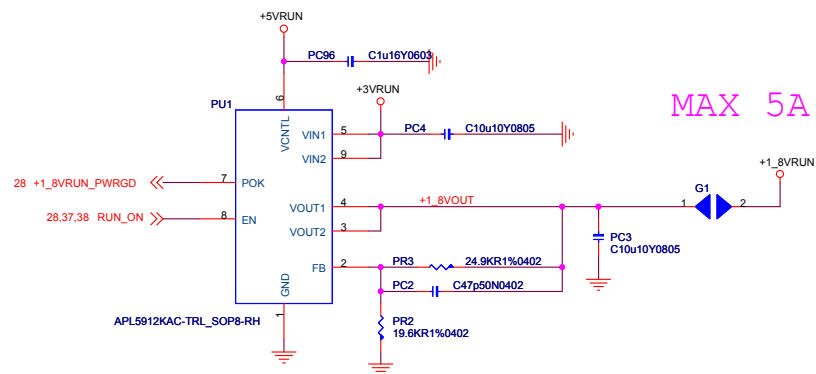 +5VRUN
PC96 C1u16Y0603
+3VRUN
PU1
6
VCNTL
MAX 5A
VIN1 5
PC4 C10u10Y0805
VIN2 9
+1_8VRUN
28 +1_8VRUN_PWRGD 7 POK
G1
VOUT1 4 +1_8VOUT 1 2
28,37,38 RUN_ON 8 EN
VOUT2 3
PC3
C10u10Y0805
FB 2 PR3 24.9KR1%0402
PC2 C47p50N0402
GND
1
APL5912KAC-TRL_SOP8-RH
PR2
19.6KR1%0402